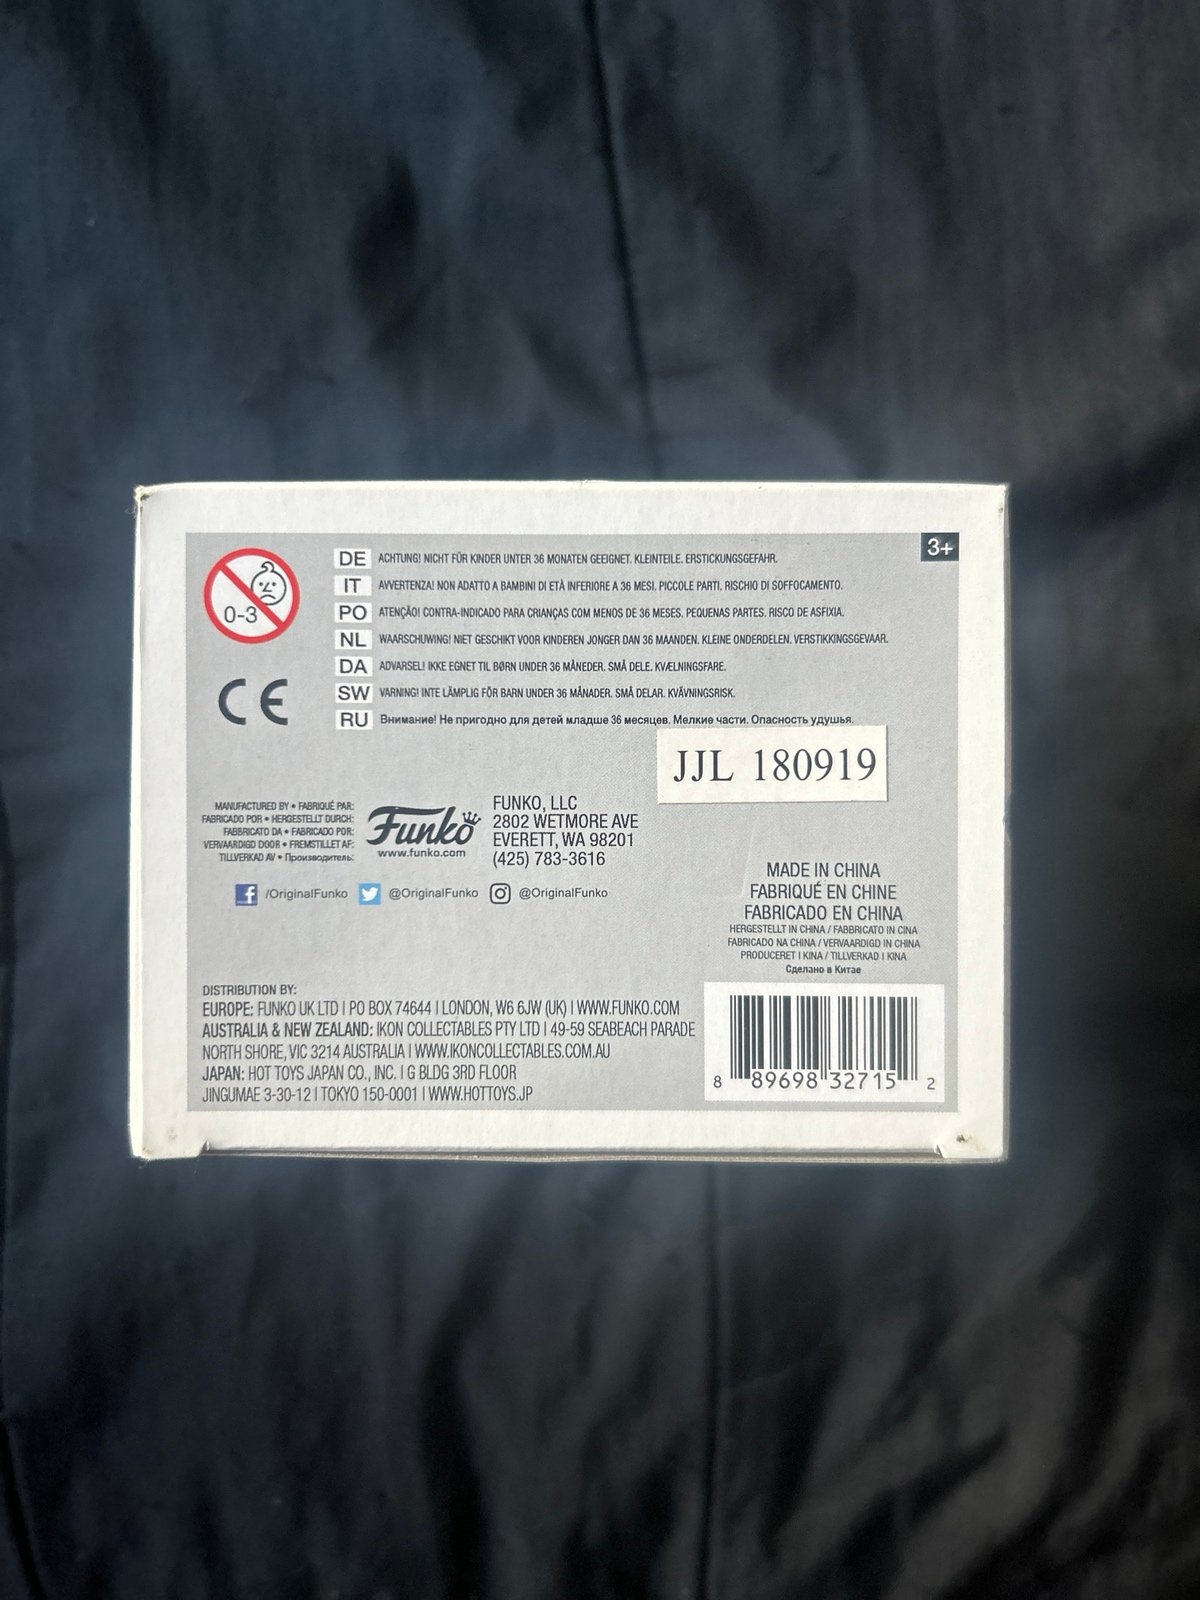 3+
0-3
DE ACHTUNG! NICHT FÜR KINDER UNTER 36 MONATEN GEEIGNET. KLEINTEILE. ERSTICKUNGSGEFAHR.
IT AVVERTENZA! NON ADATTO A BAMBINI DI ETÀ INFERIORE A 36 MESI. PICCOLE PARTI. RISCHIO DI SOFFOCAMENTO.
PO ATENÇÃO! CONTRA-INDICADO PARA CRIANÇAS COM MENOS DE 36 MESES. PEQUENAS PARTES. RISCO DE ASFIXIA.
NL WAARSCHUWING! NIET GESCHIKT VOOR KINDEREN JONGER DAN 36 MAANDEN. KLEINE ONDERDELEN. VERSTIKKINGSGEVAAR.
DA ADVARSEL! IKKE EGNET TIL BØRN UNDER 36 MÅNEDER. SMÅ DELE. KVÆLNINGSFARE.
SW VARNING! INTE LÄMPLIG FÖR BARN UNDER 36 MÅNADER. SMÅ DELAR. KVÄVNINGSRISK.
RU Внимание! Не пригодно для детей младше 36 месяцев. Мелкие части. Опасность удушья.
CE
JJL 180919
MANUFACTURED BY • FABRIQUÉ PAR:
FABRICADO POR • HERGESTELLT DURCH:
FABBRICATO DA • FABRICADO POR:
VERVAARDIGD DOOR • FREMSTILLET AF:
TILLVERKAD AV • Производитель:
Funko
www.funko.com
FUNKO, LLC
2802 WETMORE AVE
EVERETT, WA 98201
(425) 783-3616
/OriginalFunko @OriginalFunko @OriginalFunko
MADE IN CHINA
FABRIQUÉ EN CHINE
FABRICADO EN CHINA
HERGESTELLT IN CHINA / FABBRICATO IN CINA
FABRICADO NA CHINA / VERVAARDIGD IN CHINA
PRODUCERET I KINA / TILLVERKAD I KINA
Сделано в Китае
DISTRIBUTION BY:
EUROPE: FUNKO UK LTD | PO BOX 74644 | LONDON, W6 6JW (UK) | WWW.FUNKO.COM
AUSTRALIA & NEW ZEALAND: IKON COLLECTABLES PTY LTD | 49-59 SEABEACH PARADE
NORTH SHORE, VIC 3214 AUSTRALIA | WWW.IKONCOLLECTABLES.COM.AU
JAPAN: HOT TOYS JAPAN CO., INC. | G BLDG 3RD FLOOR
JINGUMAE 3-30-12 | TOKYO 150-0001 | WWW.HOTTOYS.JP
8 89698 32715 2